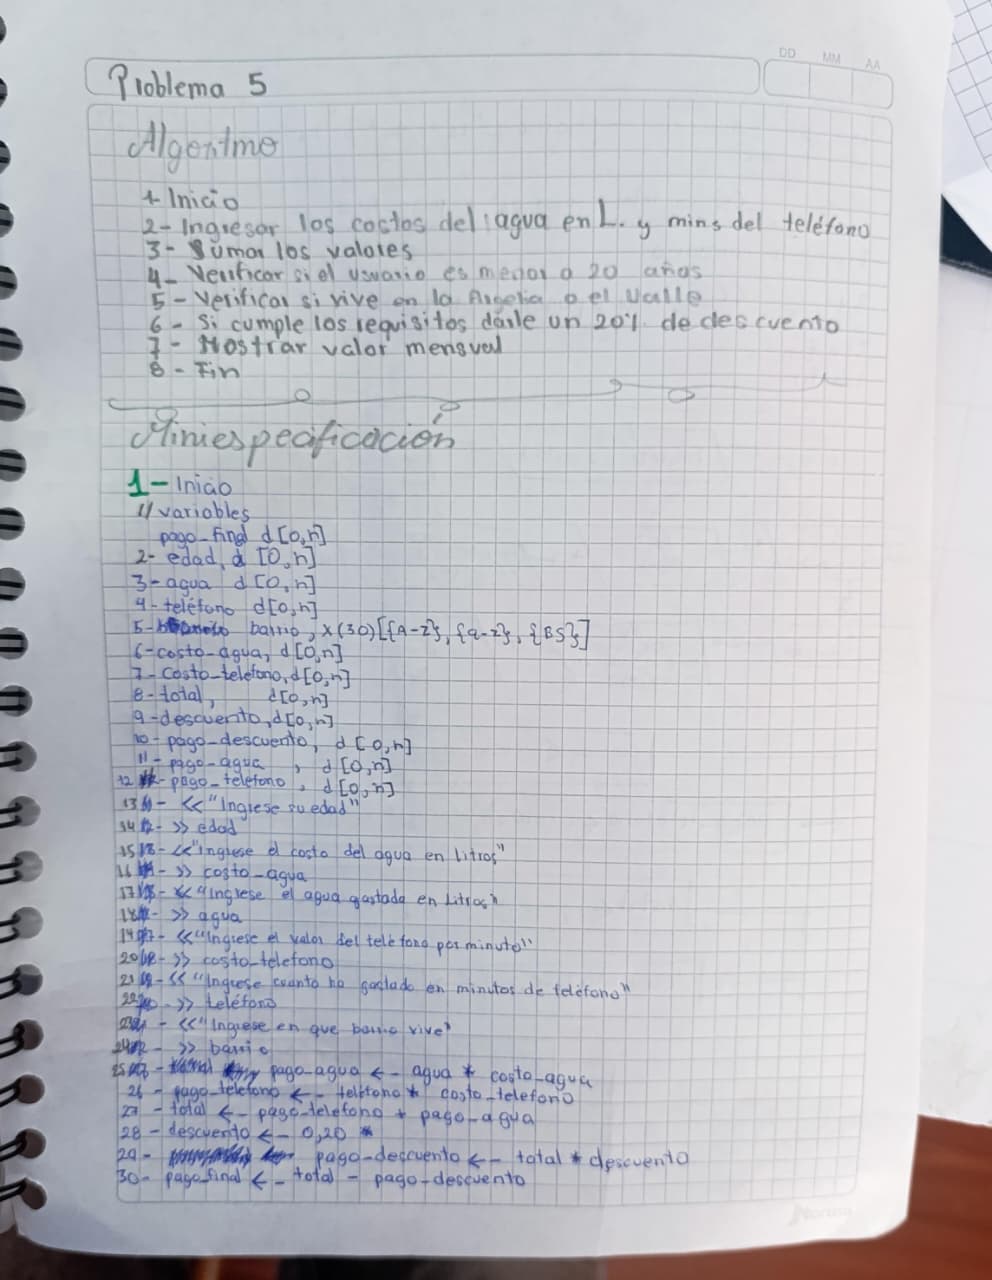 DD MM AA
Problema 5
Algoritmo
1- Inicio
2- Ingresar los costos del agua en L. y mins del teléfono
3- Sumar los valores
4- Verificar si el usuario es menor a 20 años
5- Verificar si vive en la Argelia o el Valle
6- Si cumple los requisitos darle un 20% de descuento
7- Mostrar valor mensual
8- Fin
Miniespecificación
1- Inicio
// variables
pago_final d[0,n]
2- edad, d [0,n]
3- agua d [0,n]
4- teléfono d[0,n]
5- barrio, x(30)[{A-Z}, {a-z}, {BS}]
6- costo_agua, d[0,n]
7- Costo_teléfono, d[0,n]
8- total, d[0,n]
9- descuento, d[0,n]
10- pago_descuento, d[0,n]
11- pago_agua, d[0,n]
12 - pago_telefono, d[0,n]
13 - << "Ingrese su edad"
14 - >> edad
15 - <<"ingrese el costo del agua en Litros"
16 - >> costo_agua
17 - << "Ingrese el agua gastada en Litros"
18 - >> agua
19 - <<"ingrese el valor del teléfono por minuto"
20 - >> costo_telefono
21 - << "Ingrese cuanto ha gastado en minutos de teléfono"
22 - >> teléfono
23 - <<"Ingrese en que barrio vive"
24 - >> barrio
25 - pago_agua <- agua * costo_agua
26 - pago_telefono <- teléfono * costo_telefono
27 - total <- pago_telefono + pago_agua
28 - descuento <- 0,20
29 - pago_descuento <- total * descuento
30- pago_final <- total - pago_descuento
Norma